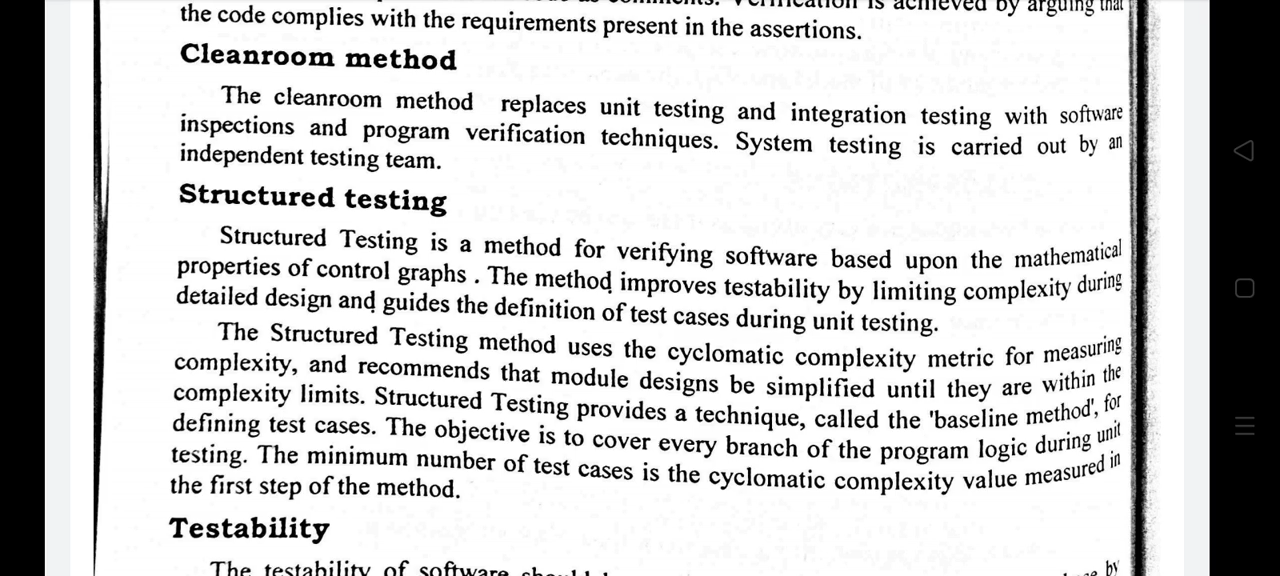 the code complies with the requirements present in the assertions.
Cleanroom method
The cleanroom method replaces unit testing and integration testing with software
inspections and program verification techniques. System testing is carried out by an
independent testing team.
Structured testing
Structured Testing is a method for verifying software based upon the mathematical
properties of control graphs . The method improves testability by limiting complexity during
detailed design and guides the definition of test cases during unit testing.
The Structured Testing method uses the cyclomatic complexity metric for measuring
complexity, and recommends that module designs be simplified until they are within the
complexity limits. Structured Testing provides a technique, called the 'baseline method', for
defining test cases. The objective is to cover every branch of the program logic during unit
testing. The minimum number of test cases is the cyclomatic complexity value measured in
the first step of the method.
Testability
The testability of software by